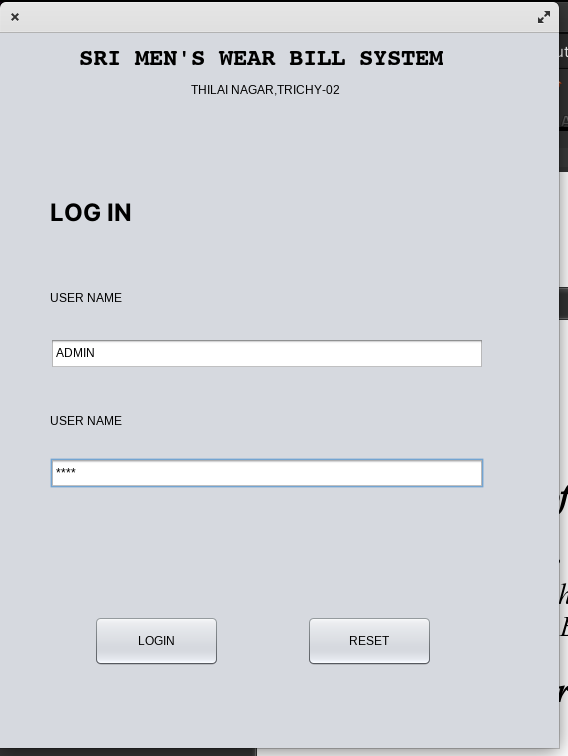 SRI MEN'S WEAR BILL SYSTEM
THILAI NAGAR,TRICHY-02
LOG IN
USER NAME
ADMIN
USER NAME
****
LOGIN
RESET